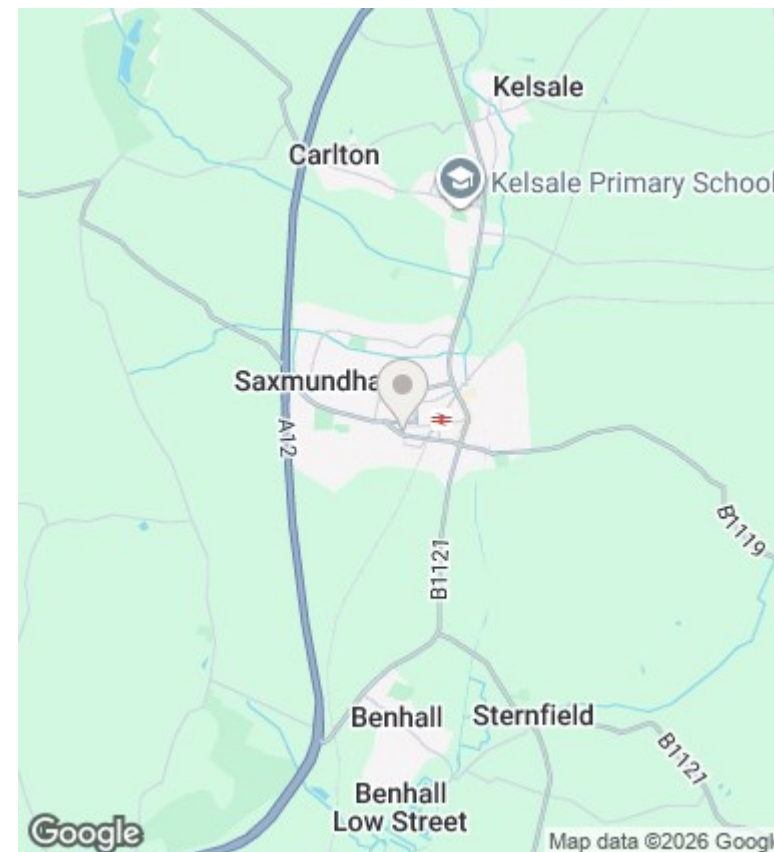 Kelsale
Carlton
Kelsale Primary School
Saxmundha
A12
B1119
B1121
Benhall
Sternfield
B1121
Benhall
Low Street
Google
Map data ©2026 Googl